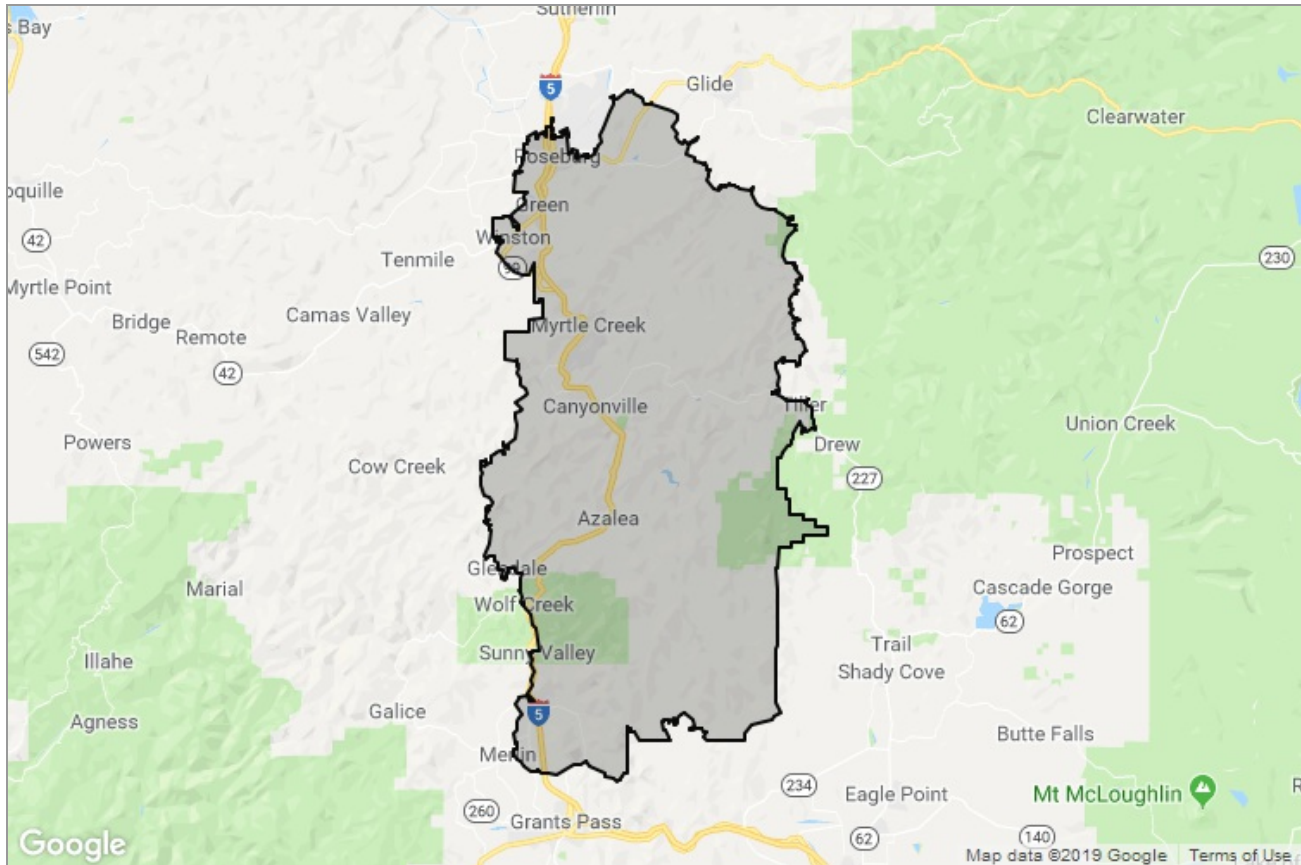 Sutherlin
s Bay
5
Glide
Clearwater
Roseburg
oquille
Green
42
Winston
Tenmile
99
230
Myrtle Point
Bridge
Camas Valley
Myrtle Creek
Remote
542
42
Canyonville
Tiller
Union Creek
Powers
Drew
Cow Creek
227
Azalea
Prospect
Glendale
Marial
Cascade Gorge
Wolf Creek
62
Trail
Sunny Valley
Illahe
Shady Cove
Galice
5
Agness
Butte Falls
Merlin
234
Eagle Point
Mt McLoughlin
R
260
Grants Pass
62
140
Google
Map data ©2019 Google Terms of Use